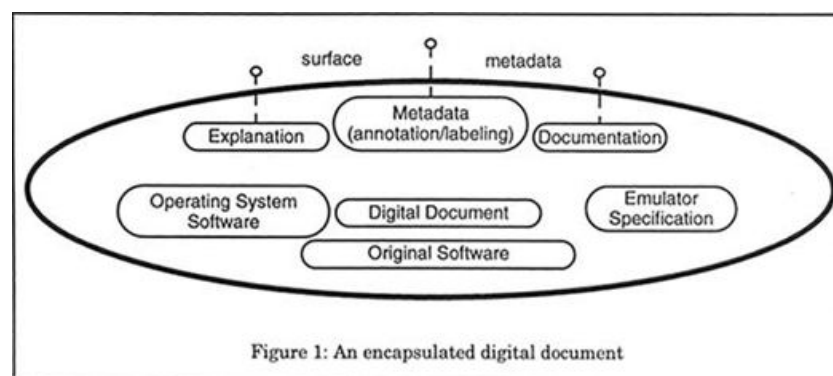 surface metadata
Explanation
Metadata
(annotation/labeling)
Documentation
Operating System
Software
Digital Document
Emulator
Specification
Original Software
Figure 1: An encapsulated digital document